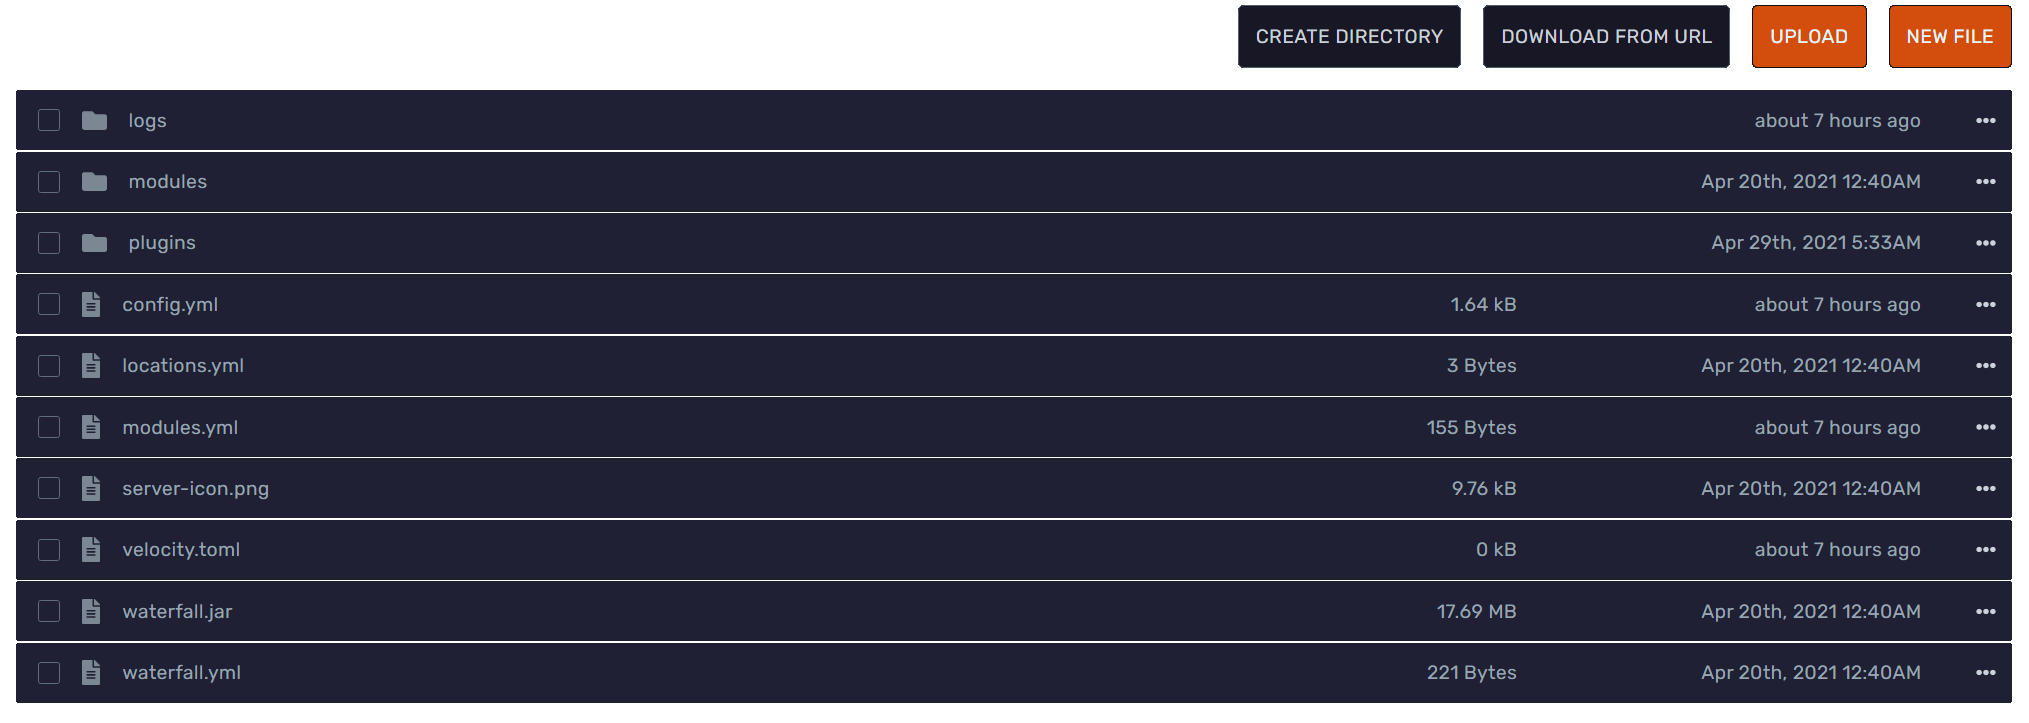 CREATE DIRECTORY DOWNLOAD FROM URL UPLOAD NEW FILE
logs about 7 hours ago
modules Apr 20th, 2021 12:40AM
plugins Apr 29th, 2021 5:33AM
config.yml 1.64 kB about 7 hours ago
locations.yml 3 Bytes Apr 20th, 2021 12:40AM
modules.yml 155 Bytes about 7 hours ago
server-icon.png 9.76 kB Apr 20th, 2021 12:40AM
velocity.toml 0 kB about 7 hours ago
waterfall.jar 17.69 MB Apr 20th, 2021 12:40AM
waterfall.yml 221 Bytes Apr 20th, 2021 12:40AM